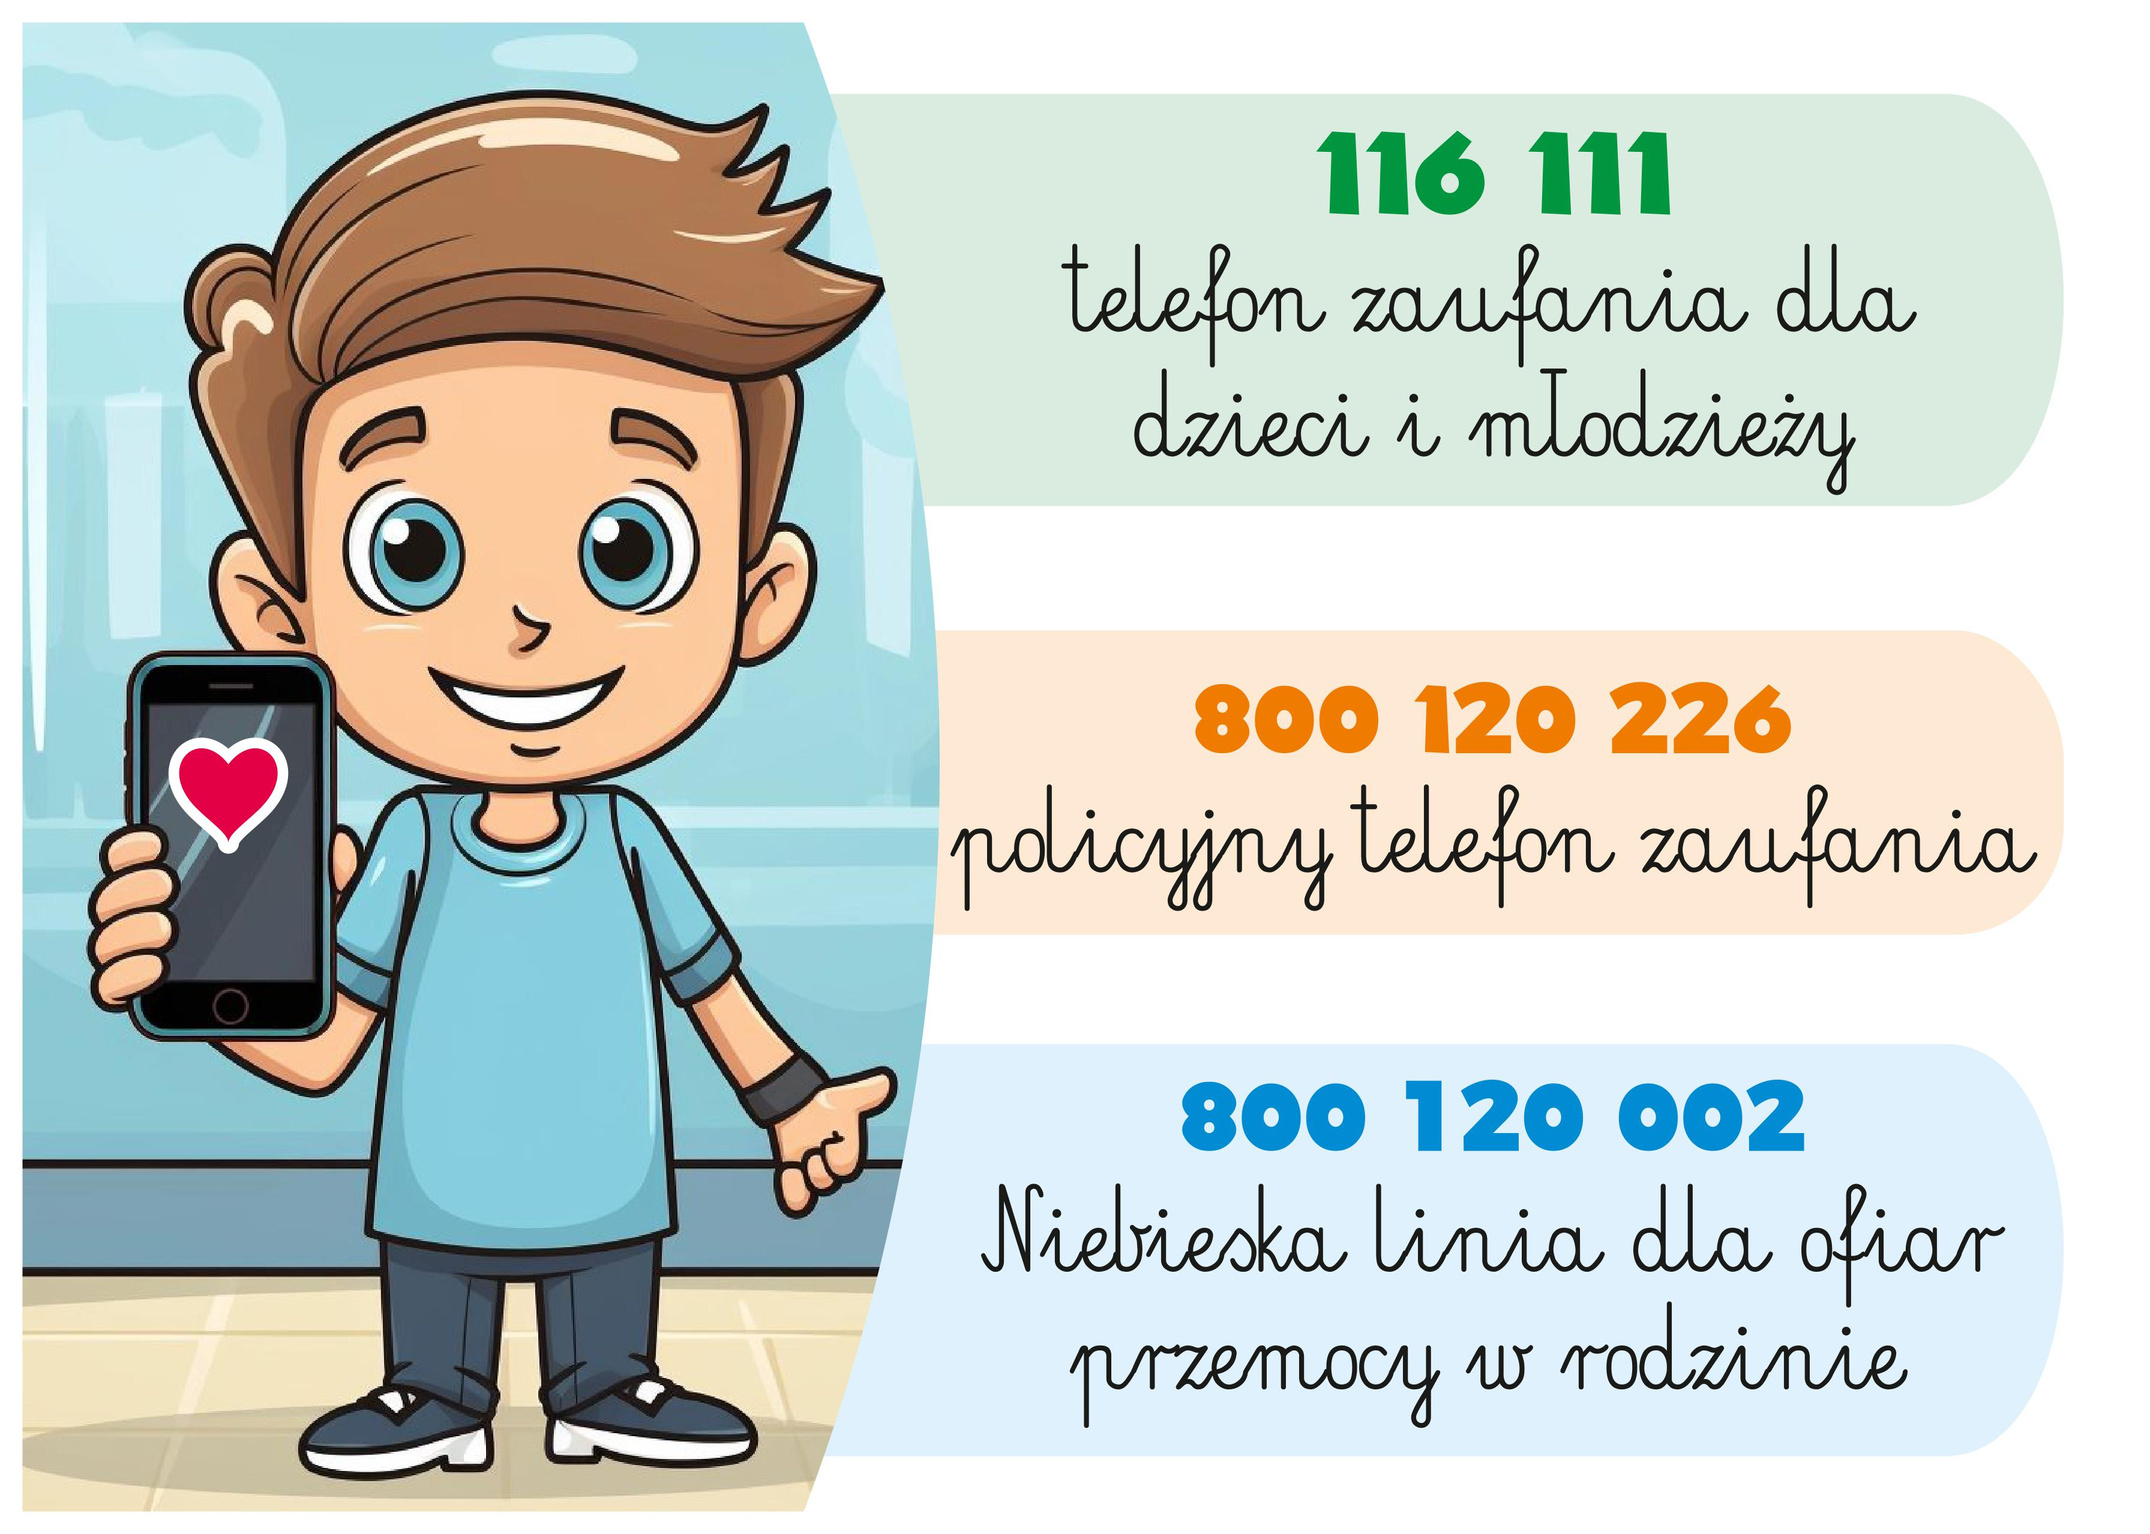 116 111
telefon zaufania dla
dzieci i młodzieży
800 120 226
policyjny telefon zaufania
800 120 002
Niebieska linia dla ofiar
przemocy w rodzinie